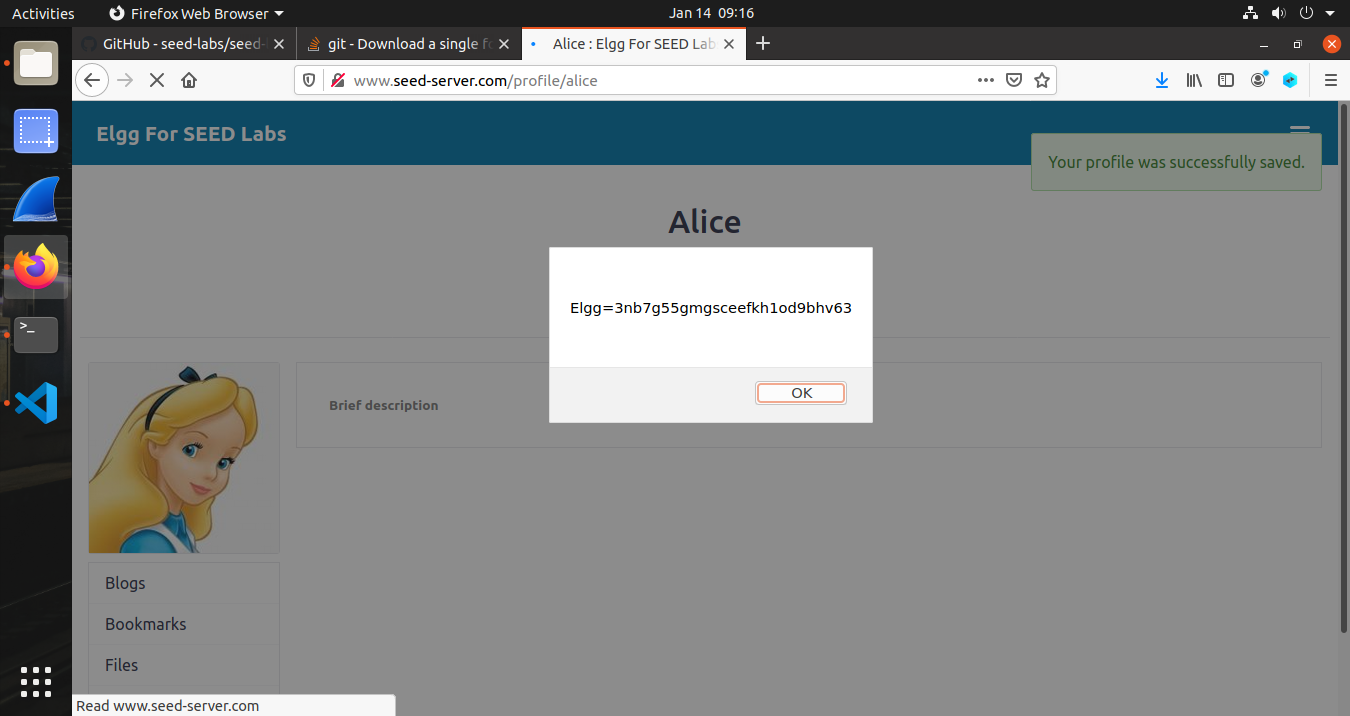 Activities
Firefox Web Browser
Jan 14 09:16
GitHub - seed-labs/seed-l
git - Download a single fo
Alice : Elgg For SEED Lab
www.seed-server.com/profile/alice
Elgg For SEED Labs
Your profile was successfully saved.
Alice
Elgg=3nb7g55gmgsceefkh1od9bhv63
OK
Brief description
Blogs
Bookmarks
Files
Read www.seed-server.com